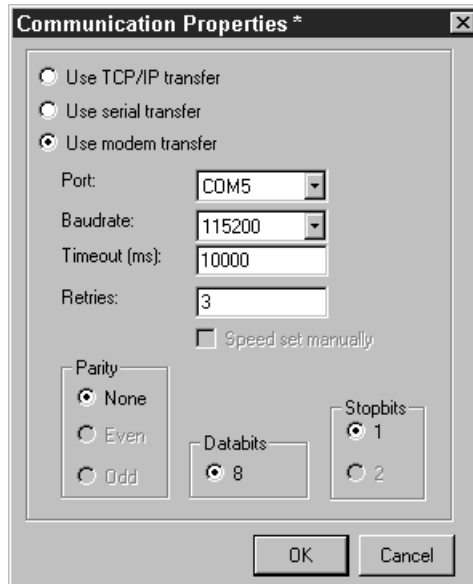 Communication Properties *
Use TCP/IP transfer
Use serial transfer
Use modem transfer
Port: COM5
Baudrate: 115200
Timeout (ms): 10000
Retries: 3
Speed set manually
Parity
None
Even
Odd
Databits
8
Stopbits
1
2
OK Cancel